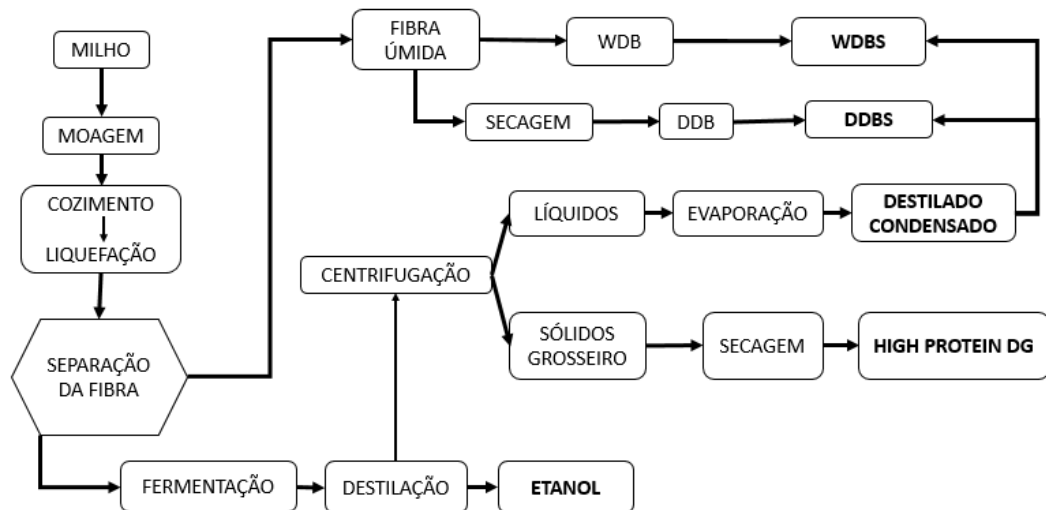 MILHO
MOAGEM
COZIMENTO
LIQUEFAÇÃO
SEPARAÇÃO
DA FIBRA
FIBRA
ÚMIDA
WDB
WDBS
SECAGEM
DDB
DDBS
LÍQUIDOS
EVAPORAÇÃO
DESTILADO
CONDENSADO
CENTRIFUGAÇÃO
SÓLIDOS
GROSSEIRO
SECAGEM
HIGH PROTEIN DG
FERMENTAÇÃO
DESTILAÇÃO
ETANOL